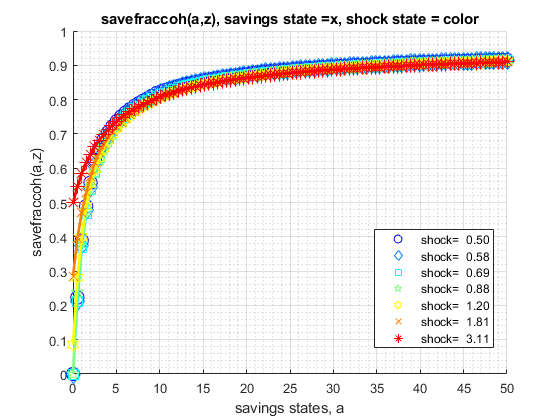 savefraccoh(a,z), savings state =x, shock state = color
1
0.9
0.8
0.7
0.6
0.5
0.4
0.3
0.2
0.1
0
savefraccoh(a,z)
shock= 0.50
shock= 0.58
shock= 0.69
shock= 0.88
shock= 1.20
shock= 1.81
shock= 3.11
0 5 10 15 20 25 30 35 40 45 50
savings states, a